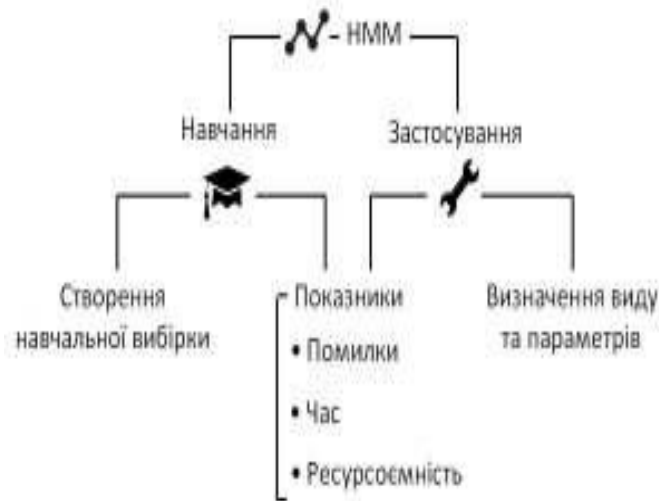 - НММ
Навчання
Застосування
Створення
навчальної вибірки
Показники
• Помилки
• Час
• Ресурсоємність
Визначення виду
та параметрів